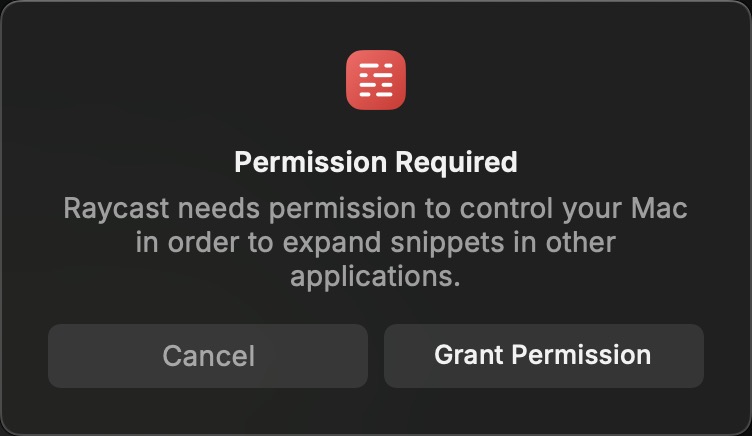 Permission Required
Raycast needs permission to control your Mac
in order to expand snippets in other
applications.
Cancel
Grant Permission